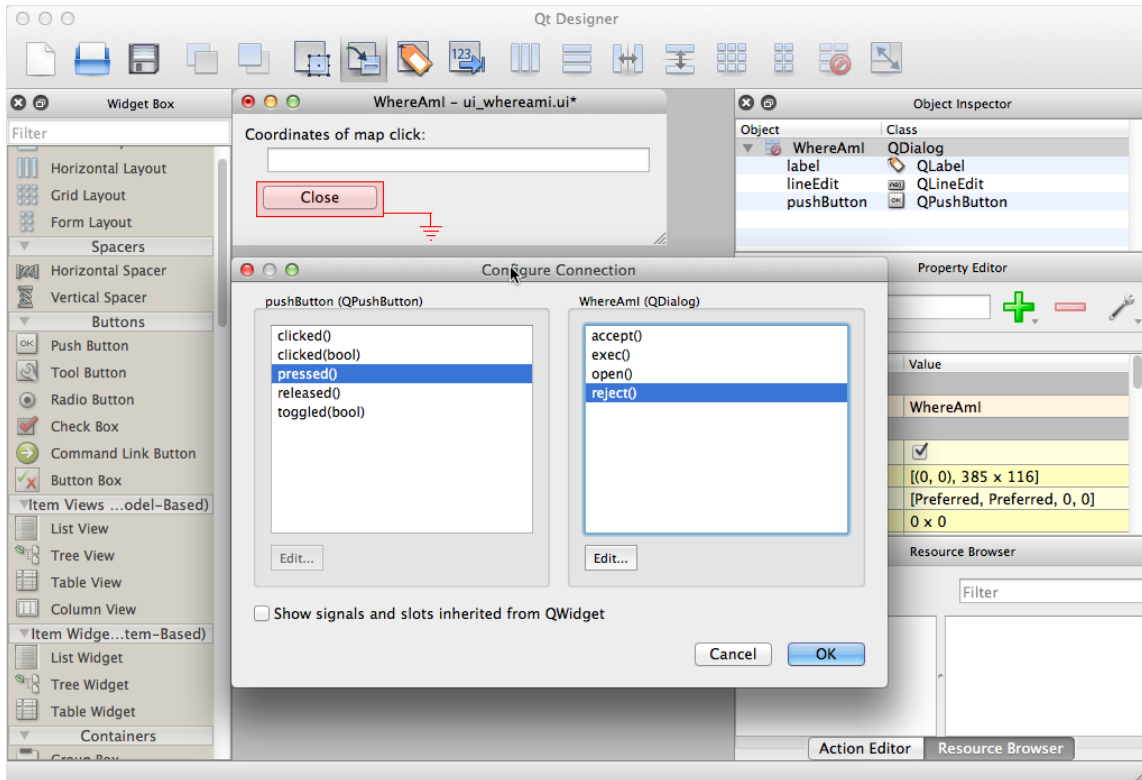 Qt Designer
123
Widget Box
Filter
Horizontal Layout
Grid Layout
Form Layout
Spacers
Horizontal Spacer
Vertical Spacer
Buttons
OK Push Button
Tool Button
Radio Button
Check Box
Command Link Button
Button Box
Item Views ...odel-Based)
List View
Tree View
Table View
Column View
Item Widge...tem-Based)
List Widget
Tree Widget
Table Widget
Containers
WhereAmI - ui_whereami.ui*
Coordinates of map click:
Close
Configure Connection
pushButton (QPushButton)
clicked()
clicked(bool)
pressed()
released()
toggled(bool)
Edit...
WhereAmI (QDialog)
accept()
exec()
open()
reject()
Edit...
Show signals and slots inherited from QWidget
Cancel
OK
Object Inspector
Object Class
WhereAmI QDialog
label QLabel
lineEdit QLineEdit
pushButton OK QPushButton
Property Editor
Value
WhereAmI
[(0, 0), 385 x 116]
[Preferred, Preferred, 0, 0]
0 x 0
Resource Browser
Filter
Action Editor
Resource Browser